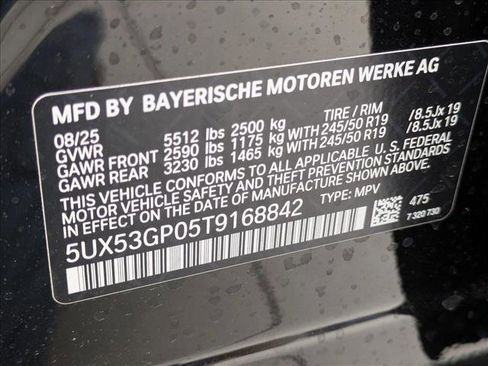 MFD BY BAYERISCHE MOTOREN WERKE AG
08/25 TIRE / RIM
GVWR 5512 lbs 2500 kg
GAWR FRONT 2590 lbs 1175 kg WITH 245/50 R19 /8.5Jx 19
GAWR REAR 3230 lbs 1465 kg WITH 245/50 R19 /8.5Jx 19
THIS VEHICLE CONFORMS TO ALL APPLICABLE U. S. FEDERAL
MOTOR VEHICLE SAFETY AND THEFT PREVENTION STANDARDS
IN EFFECT ON THE DATE OF MANUFACTURE SHOWN ABOVE.
5UX53GP05T9168842 TYPE: MPV
475
7 320 730